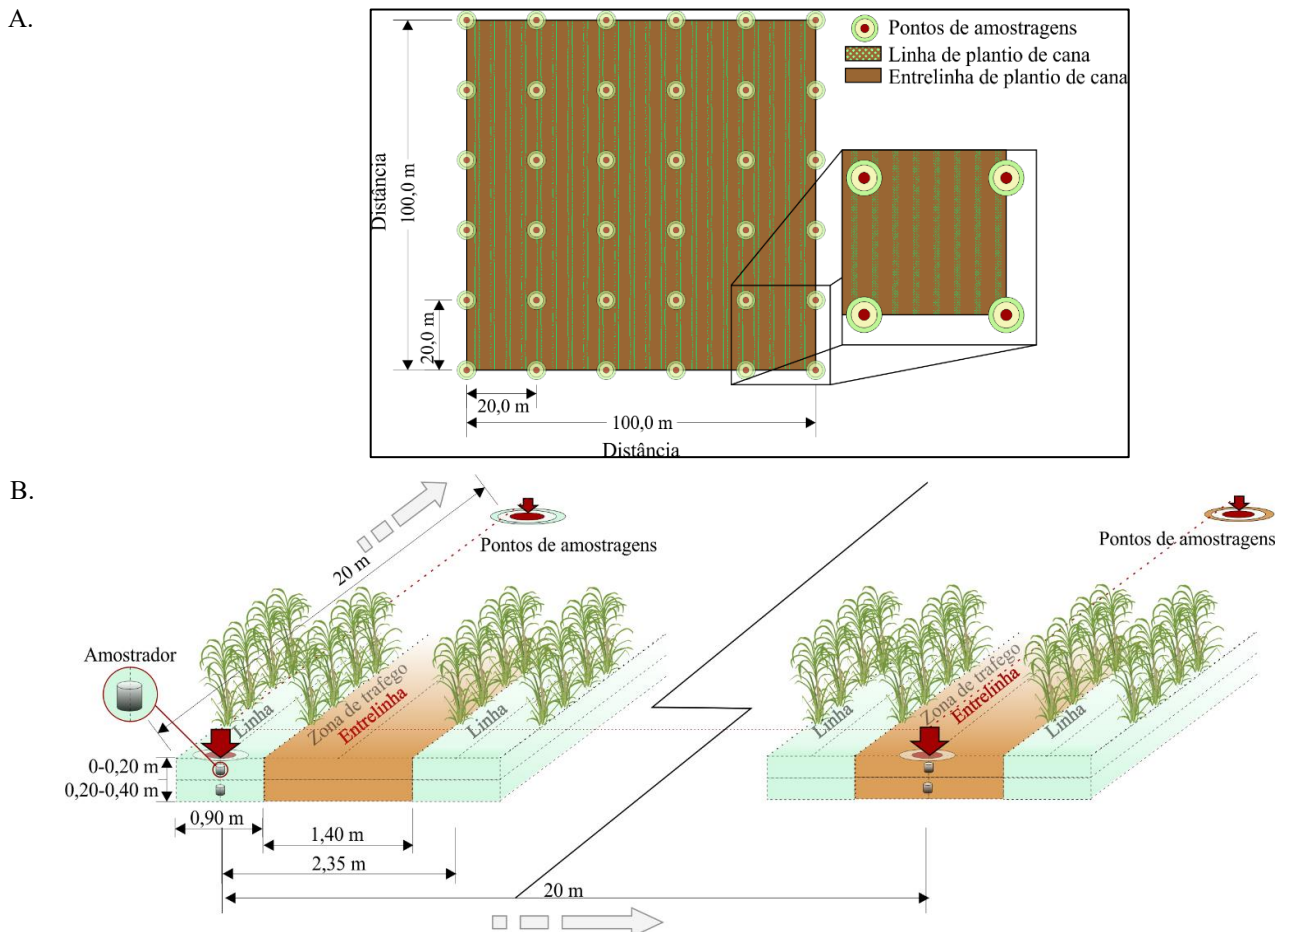 A.
Pontos de amostragens
Linha de plantio de cana
Entrelinha de plantio de cana
Distância
100,0 m
20,0 m
20,0 m
100,0 m
Distância
B.
20 m
Pontos de amostragens
Pontos de amostragens
Amostrador
Linha
Zona de trafego
Entrelinha
Linha
Linha
Zona de trafego
Entrelinha
Linha
0-0,20 m
0,20-0,40 m
0,90 m
1,40 m
2,35 m
20 m